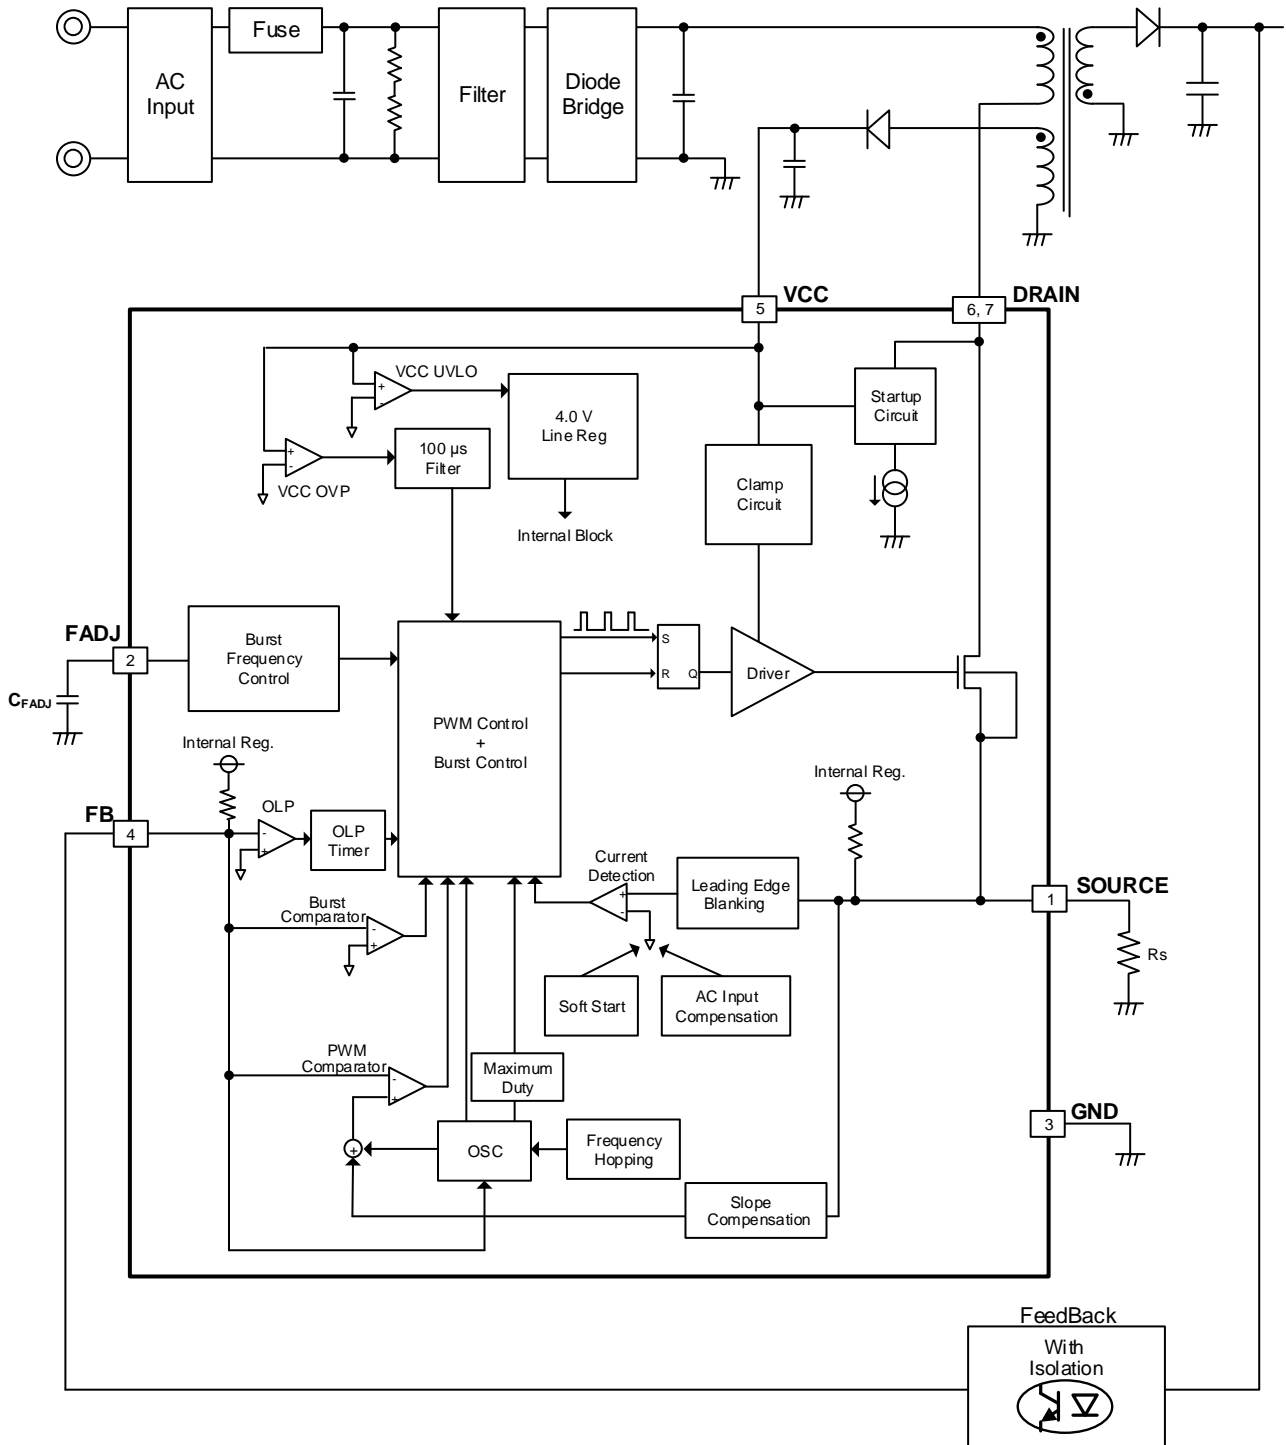 Fuse
AC
Input
Filter
Diode
Bridge
VCC
5
DRAIN
6, 7
VCC UVLO
+
-
4.0 V
Line Reg
Startup
Circuit
+
-
VCC OVP
100 µs
Filter
Clamp
Circuit
Internal Block
FADJ
2
Burst
Frequency
Control
CFADJ
PWM Control
+
Burst Control
S
R
Q
Driver
Internal Reg.
Internal Reg.
FB
4
OLP
-
+
OLP
Timer
Current
Detection
+
-
Leading Edge
Blanking
SOURCE
1
Rs
Burst
Comparator
-
+
Soft Start
AC Input
Compensation
PWM
Comparator
-
+
Maximum
Duty
GND
3
+
OSC
Frequency
Hopping
Slope
Compensation
FeedBack
With
Isolation